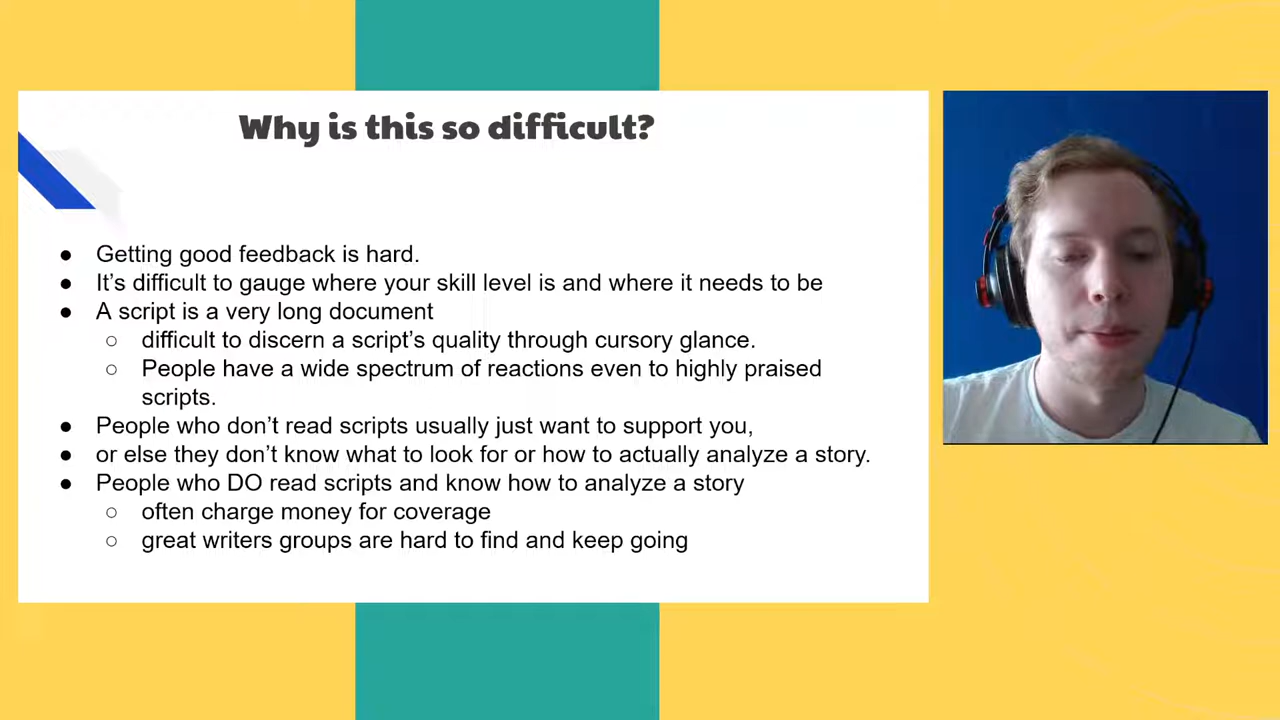 Why is this so difficult?
● Getting good feedback is hard.
● It’s difficult to gauge where your skill level is and where it needs to be
● A script is a very long document
○ difficult to discern a script’s quality through cursory glance.
○ People have a wide spectrum of reactions even to highly praised
scripts.
● People who don’t read scripts usually just want to support you,
● or else they don’t know what to look for or how to actually analyze a story.
● People who DO read scripts and know how to analyze a story
○ often charge money for coverage
○ great writers groups are hard to find and keep going